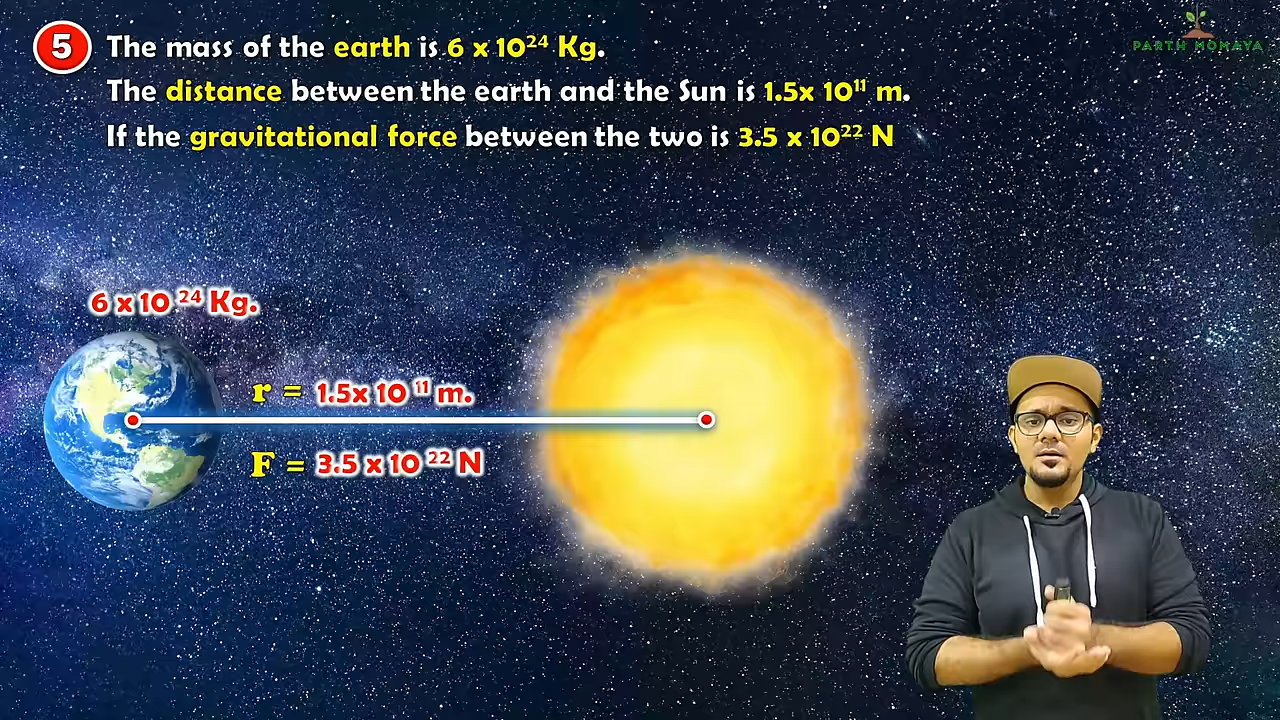 5 The mass of the earth is 6 x 10²⁴ Kg.
The distance between the earth and the Sun is 1.5x 10¹¹ m.
If the gravitational force between the two is 3.5 x 10²² N
PARTH MOMAYA
6 x 10 ²⁴ Kg.
r = 1.5x 10 ¹¹ m.
F = 3.5 x 10 ²² N